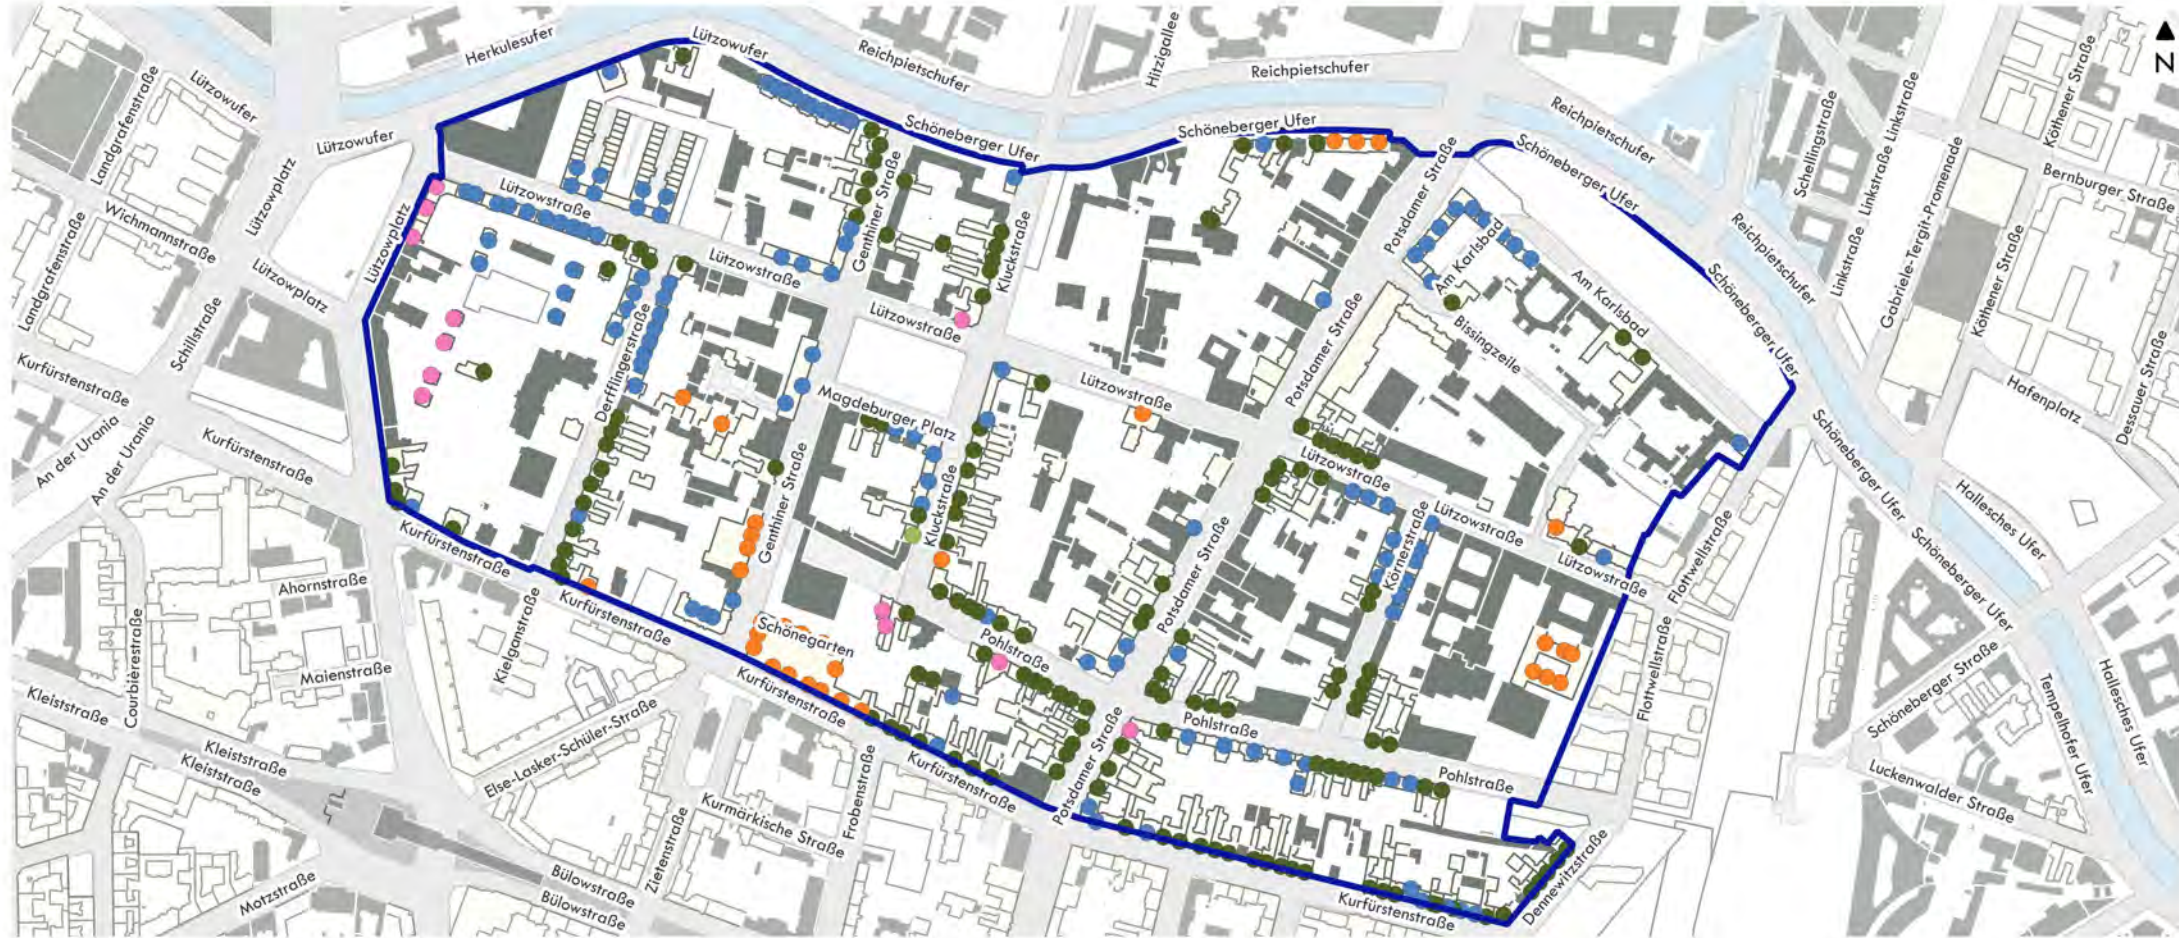 Lützowufer
Herkulesufer
Reichpietschufer
Hitzigallee
Reichpietschufer
N
Köthener Straße
Landgrafenstraße
Lützowufer
Lützowufer
Schöneberger Ufer
Schöneberger Ufer
Reichpietschufer
Schellingstraße
Linkstraße
Linkstraße
Schöneberger Ufer
Potsdamer Straße
Gabriele-Tergit-Promenade
Bernburger Straße
Lützowplatz
Wichmannstraße
Landgrafenstraße
Lützowplatz
Lützowstraße
Genthiner Straße
Kluckstraße
Lützowstraße
Am Karlsbad
Am Karlsbad
Reichpietschufer
Linkstraße
Köthener Straße
Lützowplatz
Schillstraße
Lützowstraße
Potsdamer Straße
Bissingzeile
Schöneberger Ufer
Kurfürstenstraße
Derfflingerstraße
Magdeburger Platz
Lützowstraße
Hafenplatz
Dessauer Straße
An der Urania
An der Urania
Kurfürstenstraße
Genthiner Straße
Kluckstraße
Lützowstraße
Lützowstraße
Schöneberger Ufer
Halle​sches Ufer
Kurfürstenstraße
Potsdamer Straße
Körnerstraße
Lützowstraße
Flottwellstraße
Schöneberger Ufer
Ahornstraße
Courbièrestraße
Kielganstraße
Kurfürstenstraße
Schönegarten
Pohlstraße
Maienstraße
Kleiststraße
Kurfürstenstraße
Pohlstraße
Flottwellstraße
Schöneberger Straße
Tempelhofer Ufer
Hallesches Ufer
Kleiststraße
Kleiststraße
Else-Lasker-Schüler-Straße
Kurfürstenstraße
Potsdamer Straße
Pohlstraße
Luckenwalder Straße
Kurmärkische Straße
Frobenstraße
Zietenstraße
Motzstraße
Bülowstraße
Bülowstraße
Kurfürstenstraße
Dennewitzstraße